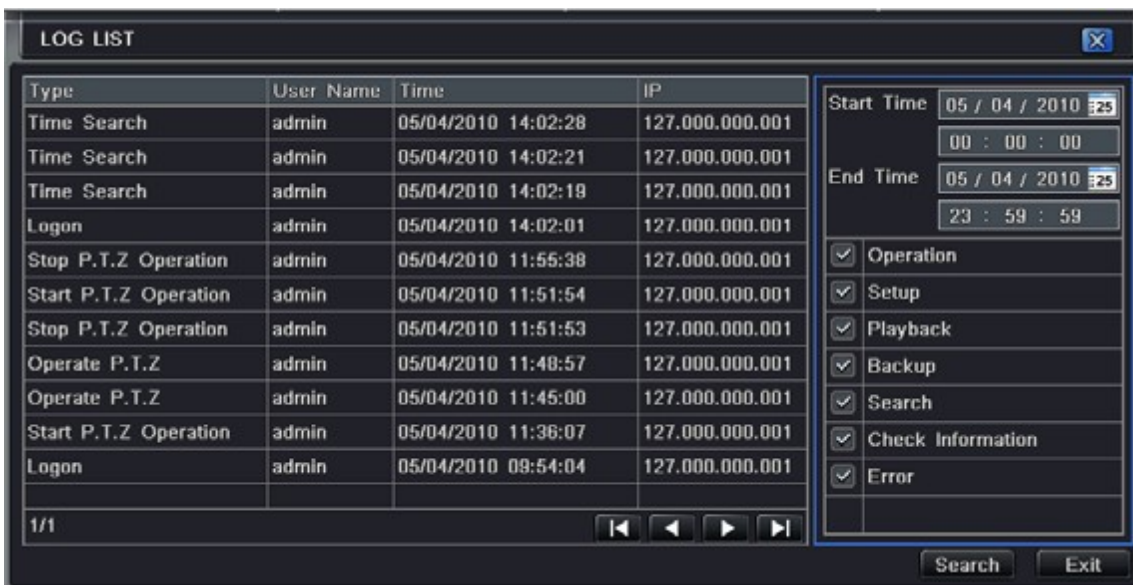 LOG LIST
Type User Name Time IP
Time Search admin 05/04/2010 14:02:28 127.000.000.001
Time Search admin 05/04/2010 14:02:21 127.000.000.001
Time Search admin 05/04/2010 14:02:19 127.000.000.001
Logon admin 05/04/2010 14:02:01 127.000.000.001
Stop P.T.Z Operation admin 05/04/2010 11:55:38 127.000.000.001
Start P.T.Z Operation admin 05/04/2010 11:51:54 127.000.000.001
Stop P.T.Z Operation admin 05/04/2010 11:51:53 127.000.000.001
Operate P.T.Z admin 05/04/2010 11:48:57 127.000.000.001
Operate P.T.Z admin 05/04/2010 11:45:00 127.000.000.001
Start P.T.Z Operation admin 05/04/2010 11:36:07 127.000.000.001
Logon admin 05/04/2010 09:54:04 127.000.000.001
1/1
Start Time 05 / 04 / 2010 25
00 : 00 : 00
End Time 05 / 04 / 2010 25
23 : 59 : 59
Operation
Setup
Playback
Backup
Search
Check Information
Error
Search Exit